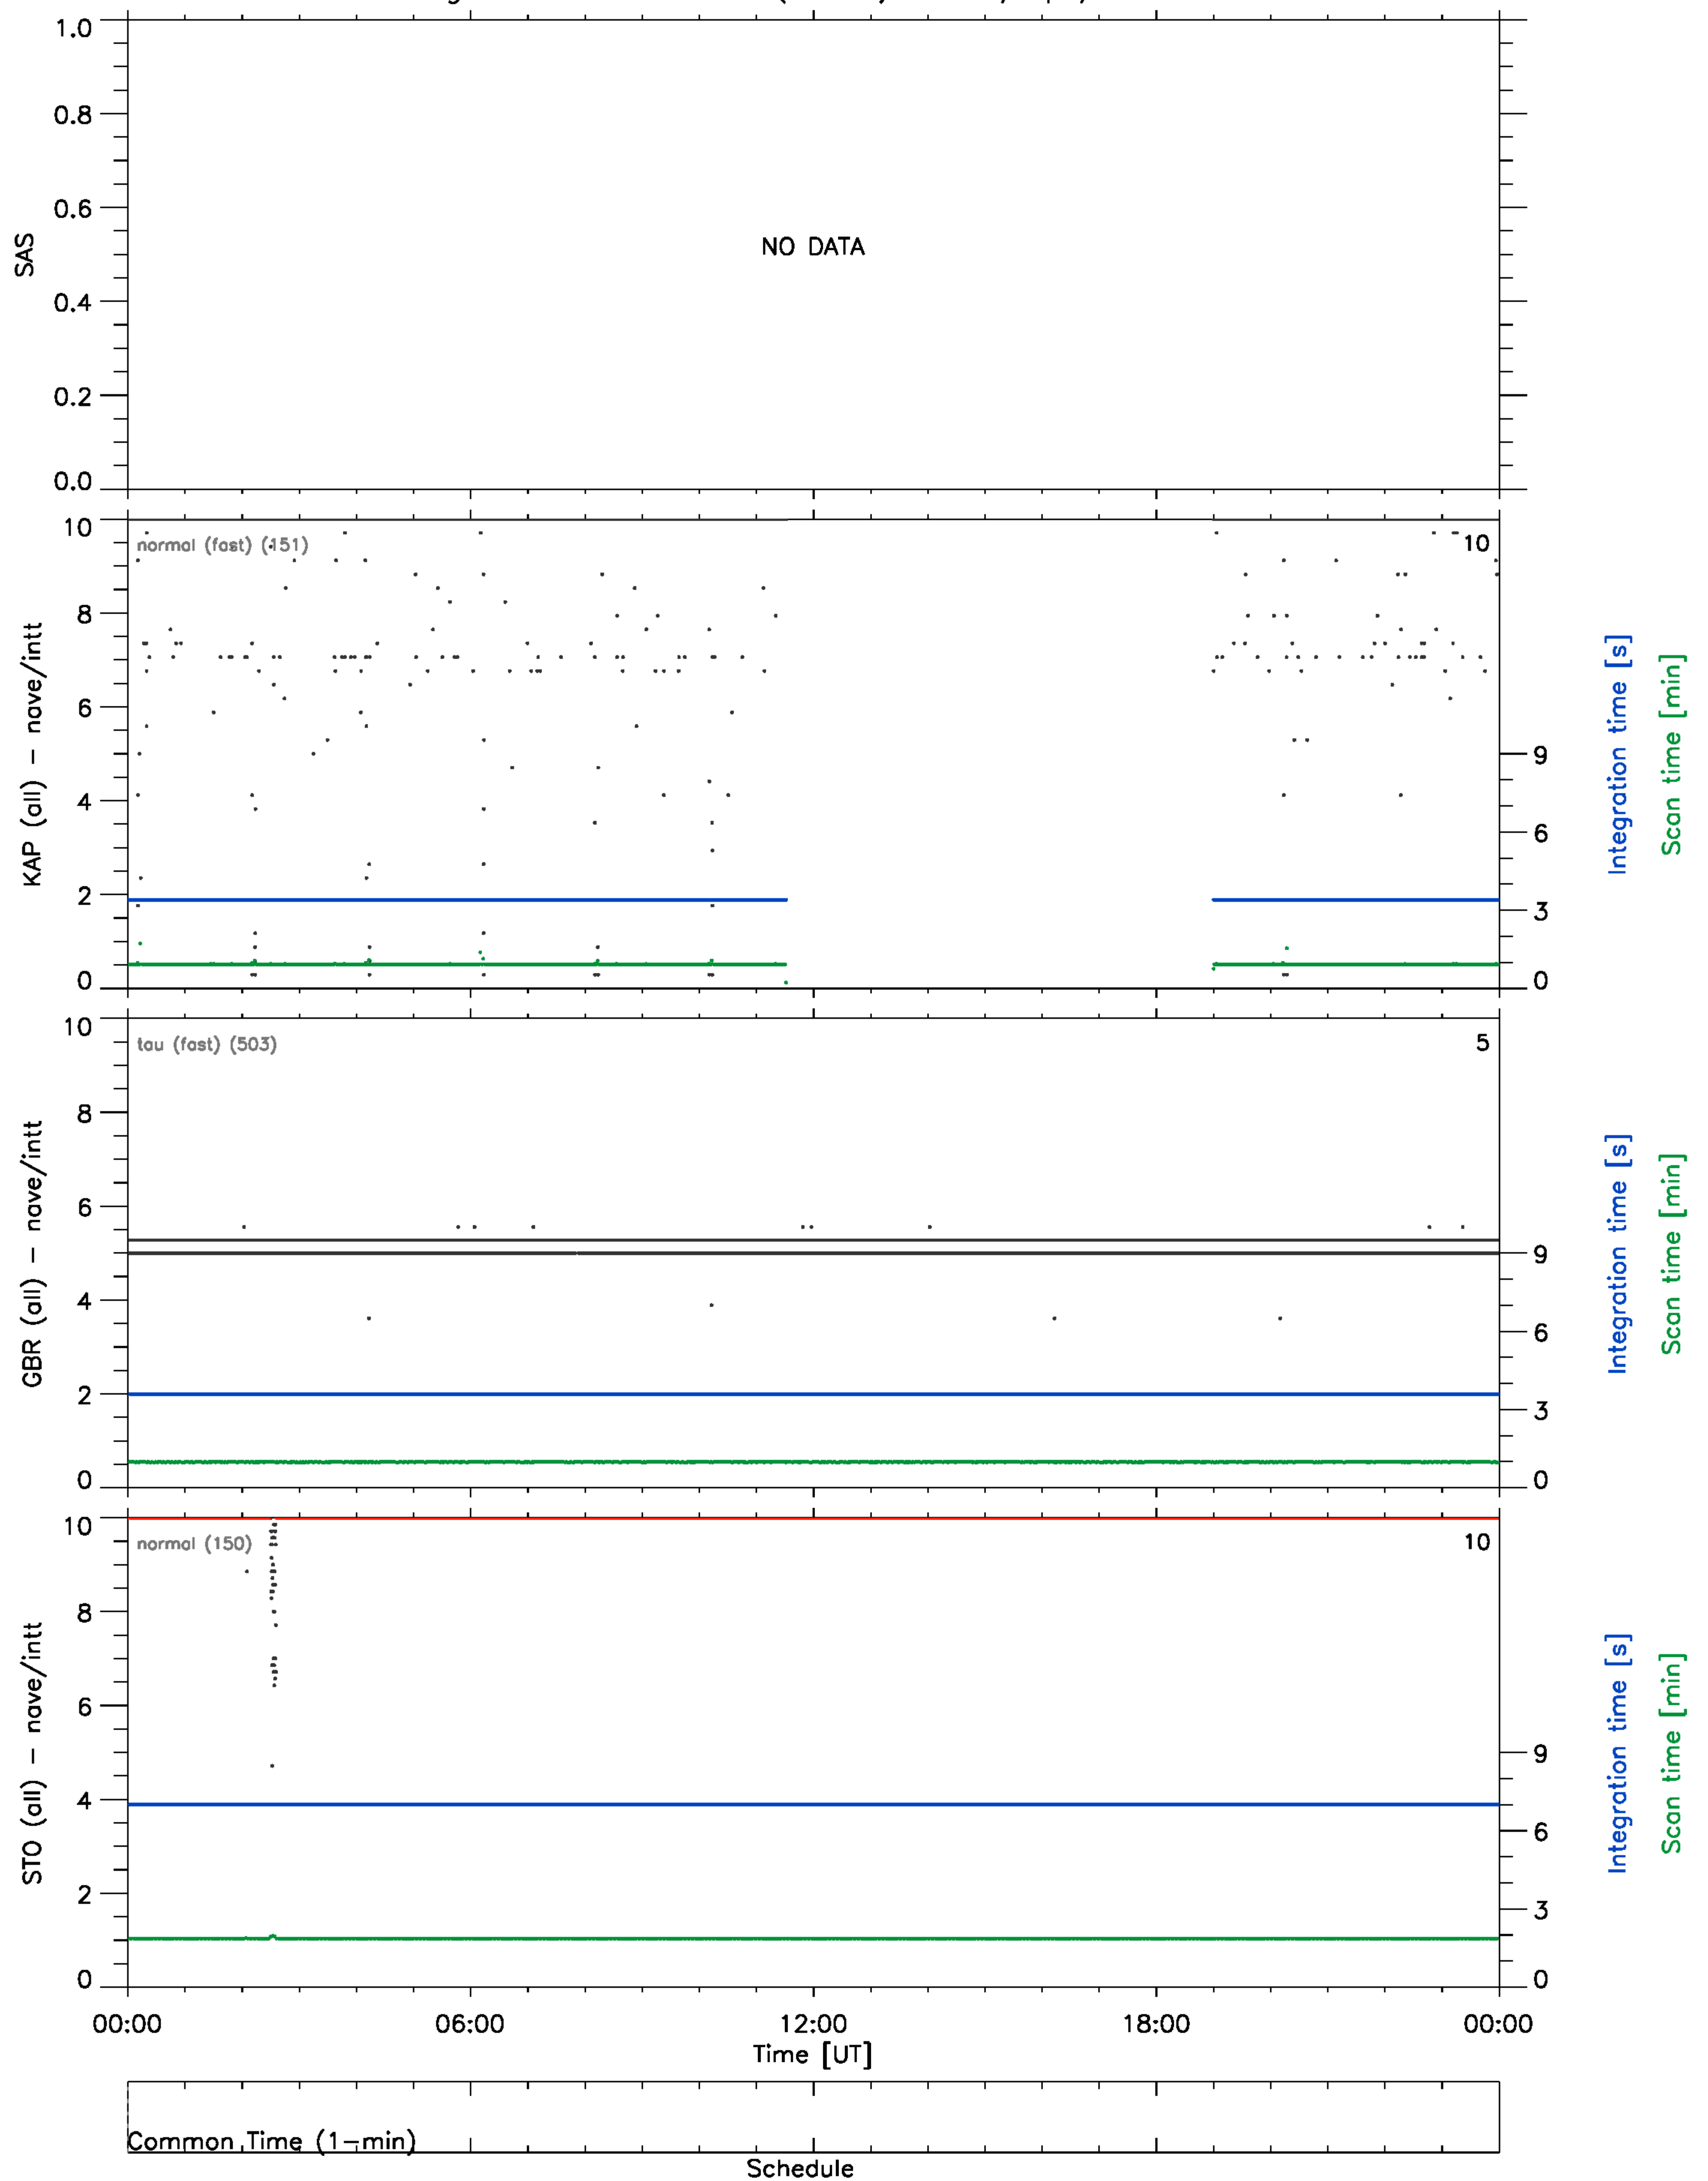 1.0
0.8
0.6
0.4
0.2
0.0
SAS
NO DATA
10
8
6
4
2
0
KAP (all) − nave/intt
normal (fast) (151)
10
9
6
3
0
Integration time [s]
Scan time [min]
10
8
6
4
2
0
GBR (all) − nave/intt
tau (fast) (503)
5
9
6
3
0
Integration time [s]
Scan time [min]
10
8
6
4
2
0
STO (all) − nave/intt
normal (150)
10
9
6
3
0
Integration time [s]
Scan time [min]
00:00 06:00 12:00 18:00 00:00
Time [UT]
Common Time (1−min)
Schedule